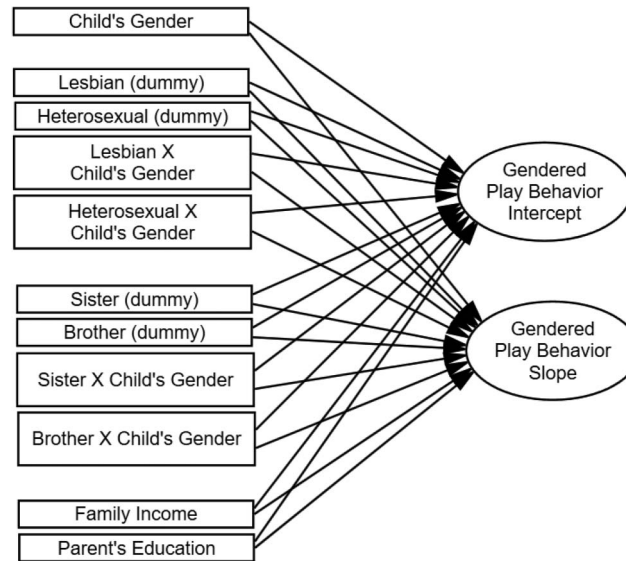 Child's Gender
Lesbian (dummy)
Heterosexual (dummy)
Lesbian X
Child's Gender
Heterosexual X
Child's Gender
Sister (dummy)
Brother (dummy)
Sister X Child's Gender
Brother X Child's Gender
Family Income
Parent's Education
Gendered
Play Behavior
Intercept
Gendered
Play Behavior
Slope